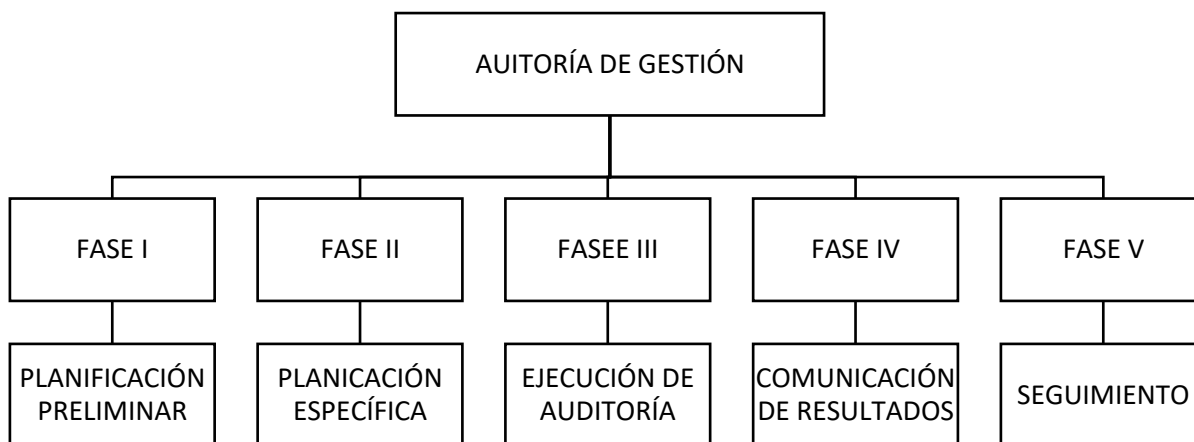 AUITORÍA DE GESTIÓN
FASE I
FASE II
FASEE III
FASE IV
FASE V
PLANIFICACIÓN
PRELIMINAR
PLANICACIÓN
ESPECÍFICA
EJECUCIÓN DE
AUDITORÍA
COMUNICACIÓN
DE RESULTADOS
SEGUIMIENTO